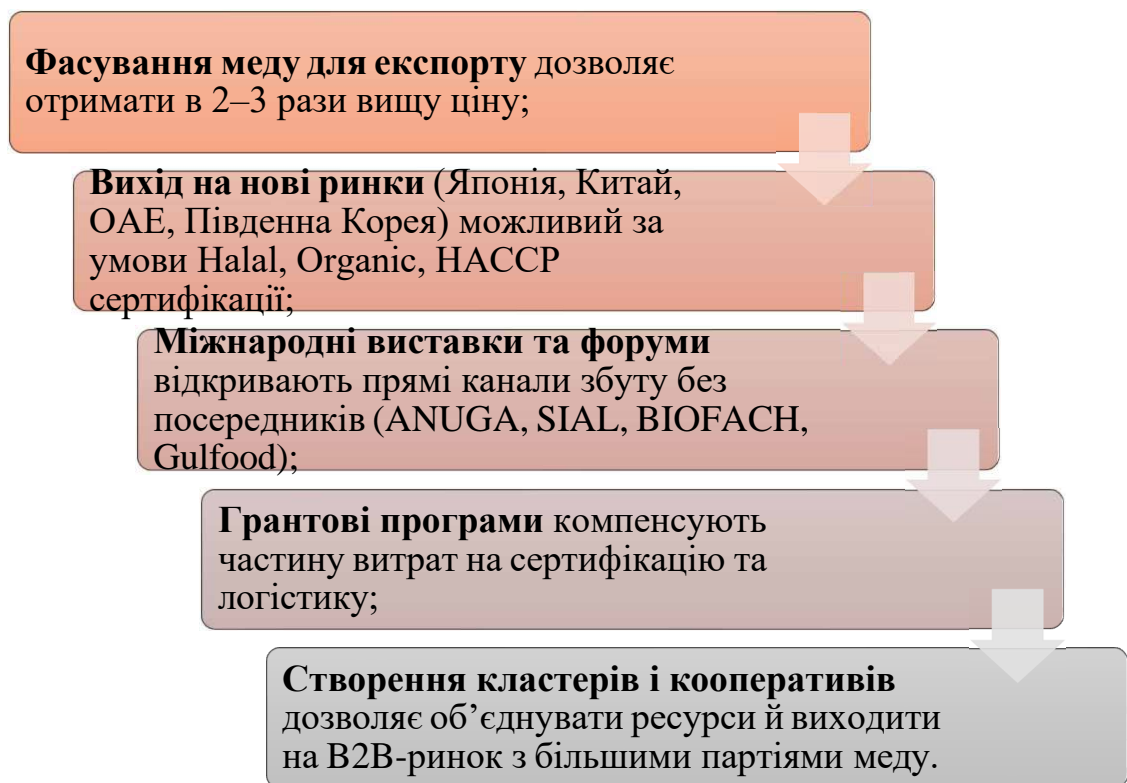 Фасування меду для експорту дозволяє
отримати в 2–3 рази вищу ціну;
Вихід на нові ринки (Японія, Китай,
ОАЕ, Південна Корея) можливий за
умови Halal, Organic, HACCP
сертифікації;
Міжнародні виставки та форуми
відкривають прямі канали збуту без
посередників (ANUGA, SIAL, BIOFACH,
Gulfood);
Грантові програми компенсують
частину витрат на сертифікацію та
логістику;
Створення кластерів і кооперативів
дозволяє об’єднувати ресурси й виходити
на B2B-ринок з більшими партіями меду.